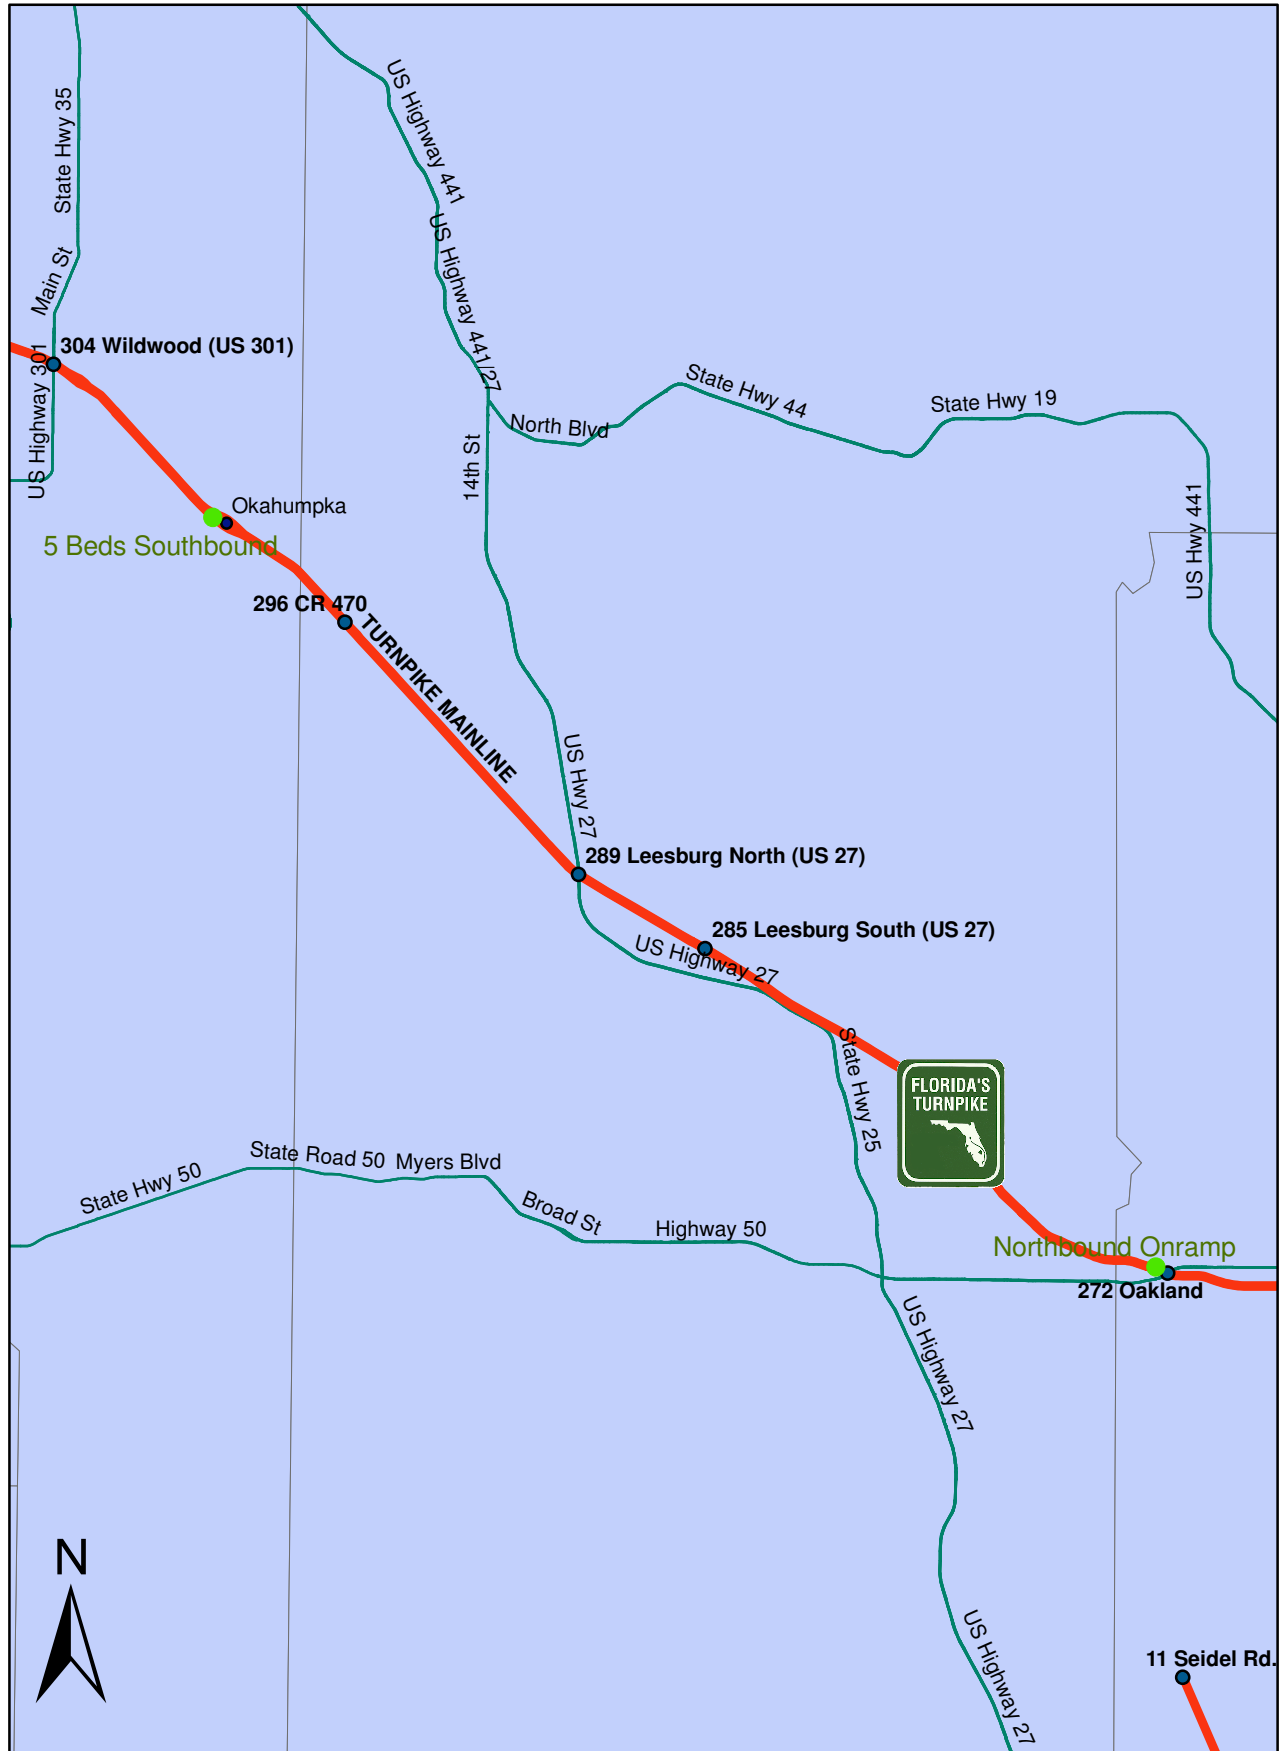 State Hwy 35
US Highway 441
US Highway 441/27
Main St
US Highway 301
304 Wildwood (US 301)
State Hwy 44
State Hwy 19
North Blvd
14th St
US Hwy 441
Okahumpka
5 Beds Southbound
296 CR 470
TURNPIKE MAINLINE
US Hwy 27
289 Leesburg North (US 27)
285 Leesburg South (US 27)
US Highway 27
State Hwy 25
FLORIDA'S
TURNPIKE
State Hwy 50
State Road 50
Myers Blvd
Broad St
Highway 50
Northbound Onramp
272 Oakland
US Highway 27
N
US Highway 27
11 Seidel Rd.